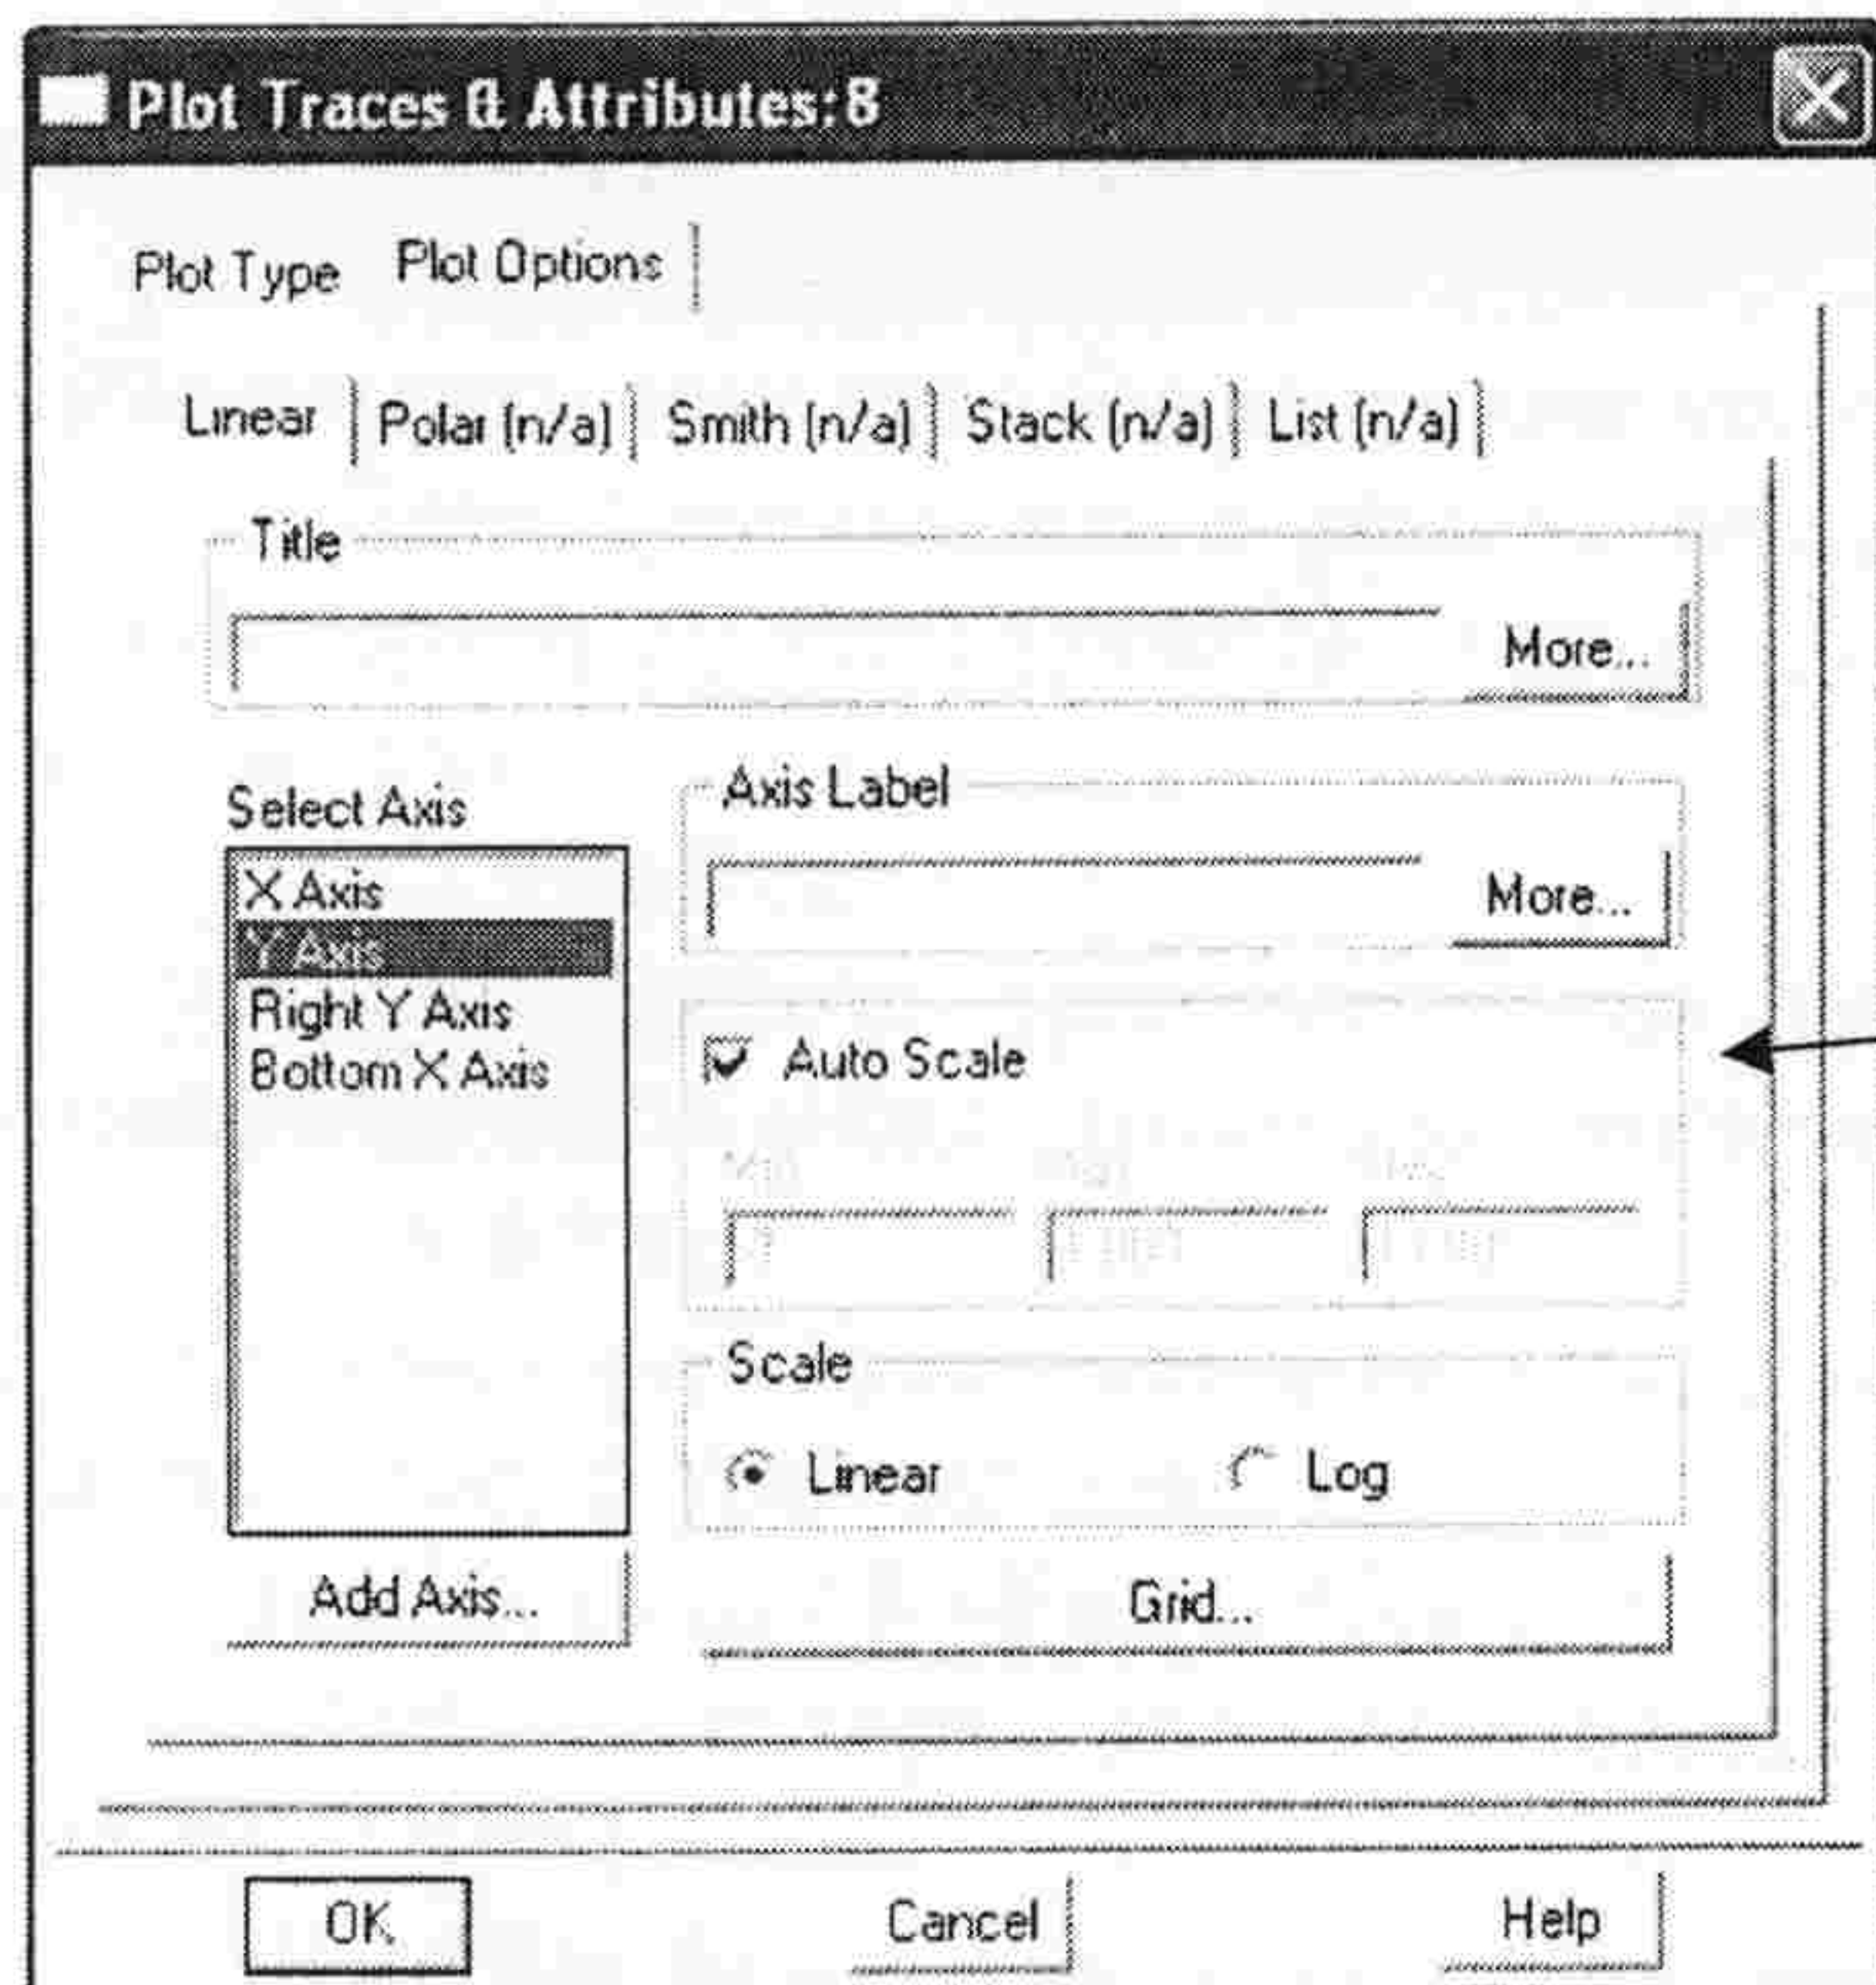 Plot Traces & Attributes:8
Plot Type Plot Options
Linear Polar (n/a) Smith (n/a) Stack (n/a) List (n/a)
Title
More...
Select Axis
Axis Label
X Axis
Y Axis
Right Y Axis
Bottom X Axis
More...
Auto Scale
Min
Scale
Linear Log
Add Axis...
Grid...
OK Cancel Help